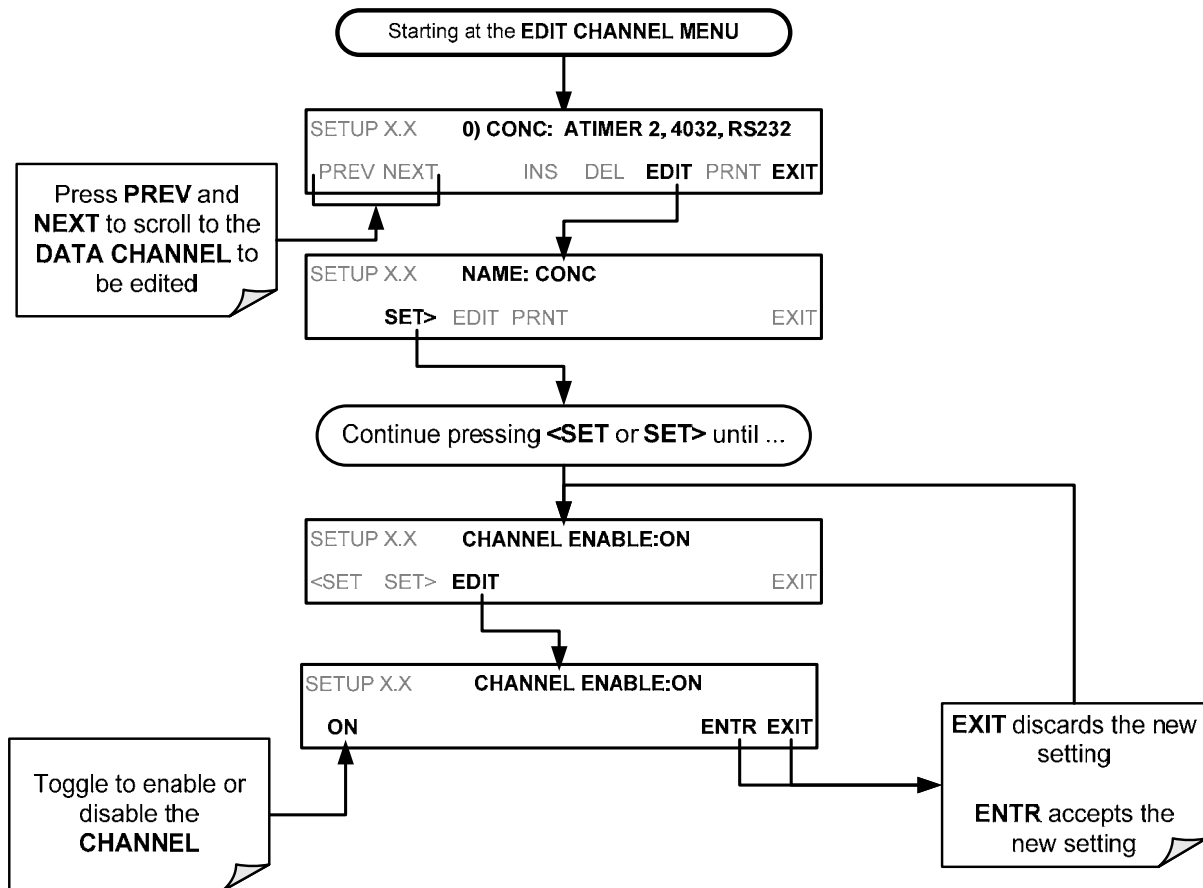 Starting at the EDIT CHANNEL MENU
SETUP X.X 0) CONC: ATIMER 2, 4032, RS232
PREV NEXT INS DEL EDIT PRNT EXIT
Press PREV and
NEXT to scroll to the
DATA CHANNEL to
be edited
SETUP X.X NAME: CONC
SET> EDIT PRNT EXIT
Continue pressing <SET or SET> until ...
SETUP X.X CHANNEL ENABLE:ON
<SET SET> EDIT EXIT
SETUP X.X CHANNEL ENABLE:ON
ON ENTR EXIT
Toggle to enable or
disable the
CHANNEL
EXIT discards the new
setting
ENTR accepts the
new setting